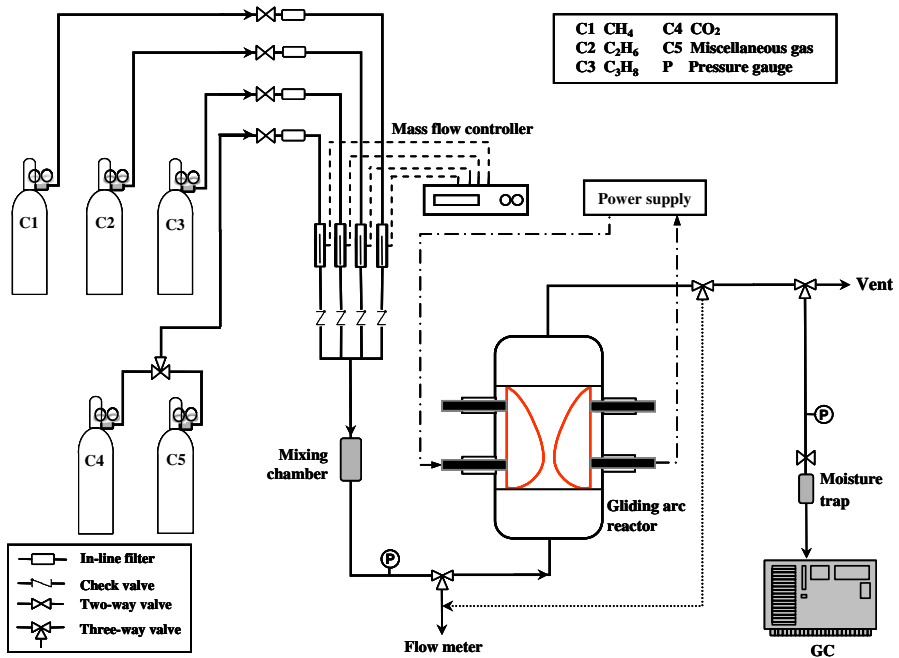 C1 CH₄ C4 CO₂
C2 C₂H₆ C5 Miscellaneous gas
C3 C₃H₈ P Pressure gauge
Mass flow controller
Power supply
C1
C2
C3
Vent
P
C4
C5
Mixing
chamber
Moisture
trap
Gliding arc
reactor
P
In-line filter
Check valve
Two-way valve
Three-way valve
Flow meter
GC